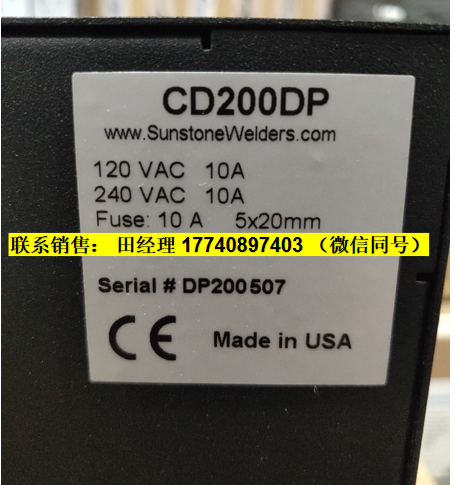 CD200DP
www.SunstoneWelders.com
120 VAC 10A
240 VAC 10A
Fuse: 10 A 5x20mm
联系销售： 田经理 17740897403 （微信同号）
Serial # DP200507
CE Made in USA